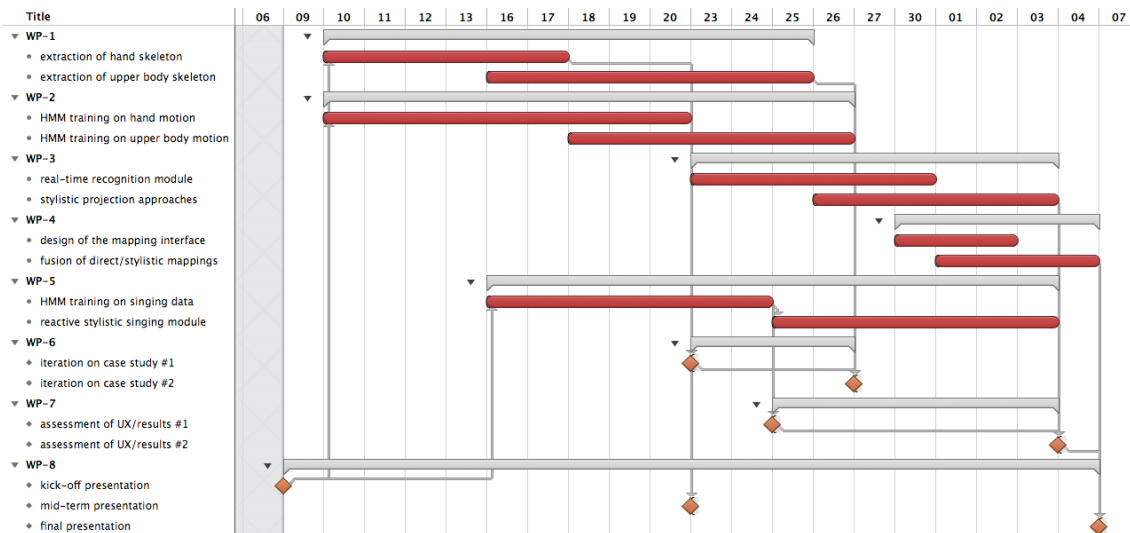 Title 06 09 10 11 12 13 16 17 18 19 20 23 24 25 26 27 30 01 02 03 04 07
WP-1
extraction of hand skeleton
extraction of upper body skeleton
WP-2
HMM training on hand motion
HMM training on upper body motion
WP-3
real-time recognition module
stylistic projection approaches
WP-4
design of the mapping interface
fusion of direct/stylistic mappings
WP-5
HMM training on singing data
reactive stylistic singing module
WP-6
iteration on case study #1
iteration on case study #2
WP-7
assessment of UX/results #1
assessment of UX/results #2
WP-8
kick-off presentation
mid-term presentation
final presentation